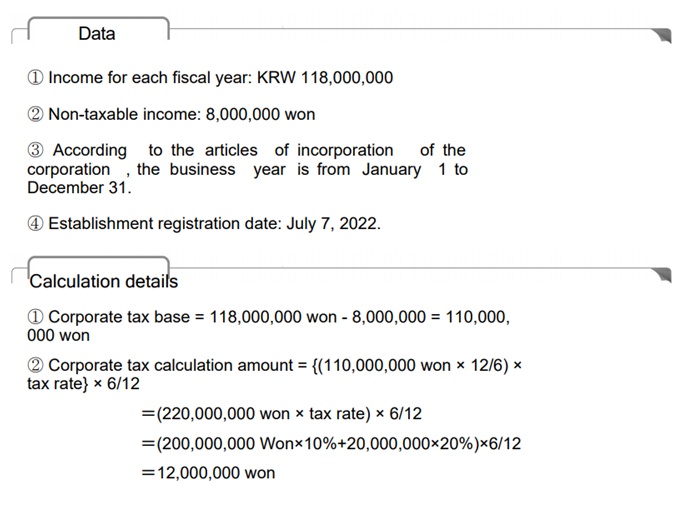 Data
① Income for each fiscal year: KRW 118,000,000
② Non-taxable income: 8,000,000 won
③ According to the articles of incorporation of the
corporation , the business year is from January 1 to
December 31.
④ Establishment registration date: July 7, 2022.
Calculation details
① Corporate tax base = 118,000,000 won - 8,000,000 = 110,000,
000 won
② Corporate tax calculation amount = {(110,000,000 won × 12/6) ×
tax rate} × 6/12
=(220,000,000 won × tax rate) × 6/12
=(200,000,000 Won×10%+20,000,000×20%)×6/12
=12,000,000 won